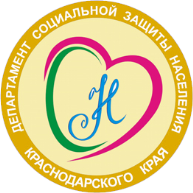 ДЕПАРТАМЕНТ СОЦИАЛЬНОЙ ЗАЩИТЫ НАСЕЛЕНИЯ
Н
КРАСНОДАРСКОГО КРАЯ